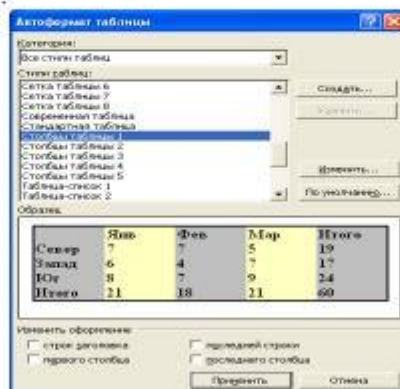 Автоформат таблицы
Категория:
Все стили таблиц
Стили таблиц:
Сетка таблицы 6
Сетка таблицы 7
Сетка таблицы 8
Современная таблица
Стандартная таблица
Столбцы таблицы 1
Столбцы таблицы 2
Столбцы таблицы 3
Столбцы таблицы 4
Столбцы таблицы 5
Таблица-список 1
Таблица-список 2
Создать...
Удалить...
Изменить...
По умолчанию...
Образец
Янв Фев Мар Итого
Север 7 7 5 19
Запад 6 4 7 17
Юг 8 7 9 24
Итого 21 18 21 60
Изменить оформление
строк заголовка
последней строки
первого столбца
последнего столбца
Применить Отмена